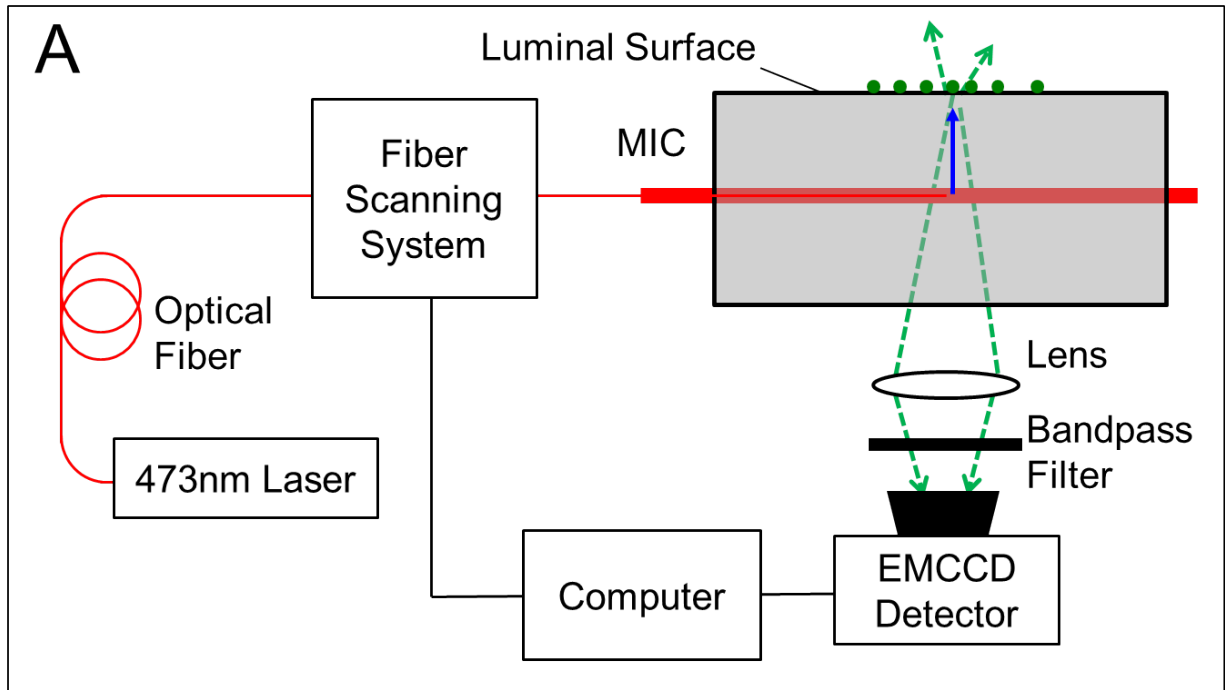 A
Luminal Surface
Fiber
Scanning
System
MIC
Optical
Fiber
Lens
Bandpass
Filter
473nm Laser
Computer
EMCCD
Detector